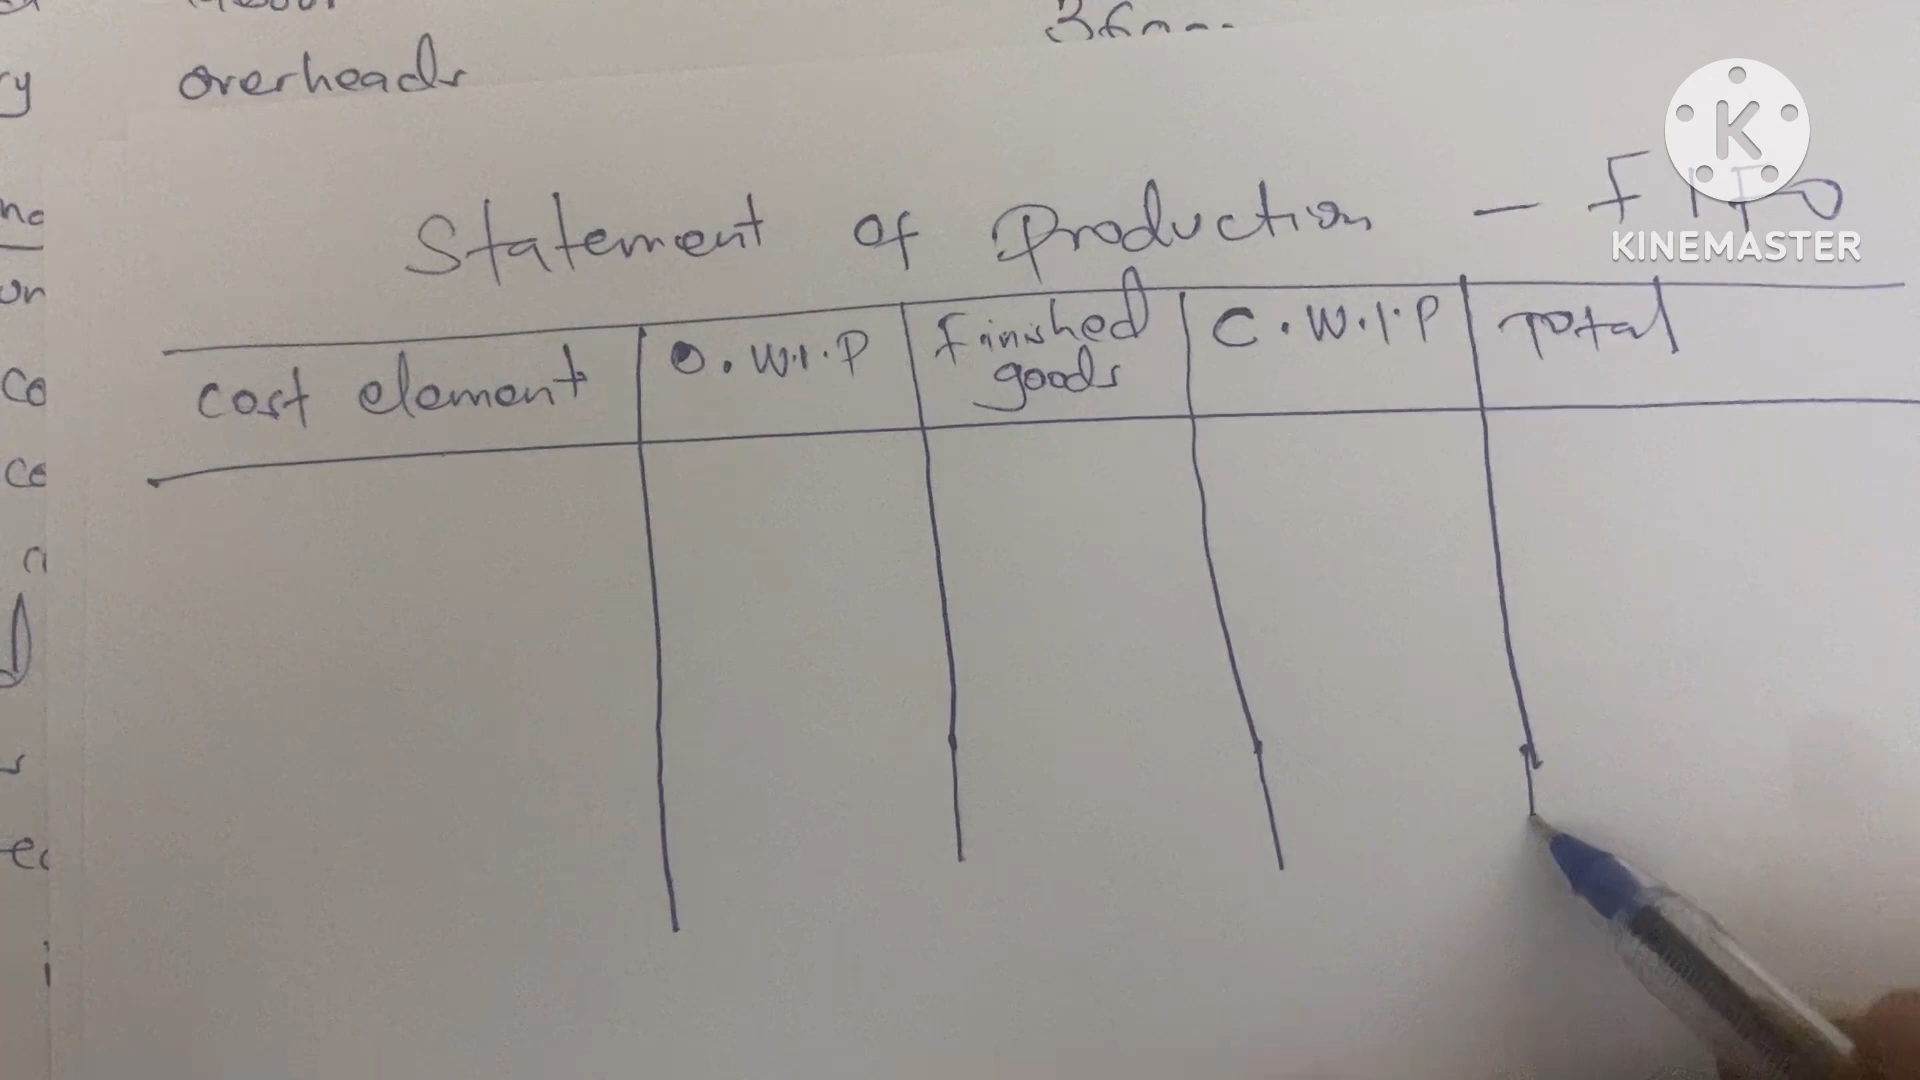 overheads
Statement of Production - FIFO
cost element O.W.I.P Finished goods C.W.I.P Total
K
KINEMASTER